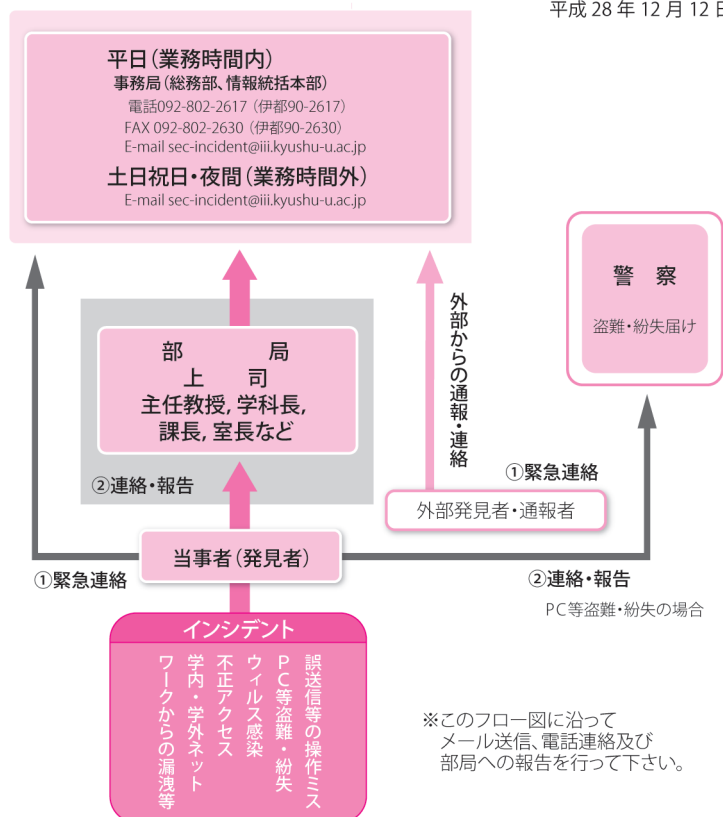 平成 28 年 12 月 12 日
平日(業務時間内)
事務局(総務部、情報統括本部)
電話092-802-2617(伊都90-2617)
FAX 092-802-2630(伊都90-2630)
E-mail sec-incident@iii.kyushu-u.ac.jp
土日祝日・夜間(業務時間外)
E-mail sec-incident@iii.kyushu-u.ac.jp
警 察
盗難・紛失届け
外部からの通報・連絡
部 局
上 司
主任教授, 学科長,
課長, 室長など
②連絡・報告
①緊急連絡
外部発見者・通報者
当事者(発見者)
①緊急連絡
②連絡・報告
PC等盗難・紛失の場合
インシデント
誤送信等の操作ミス
PC等盗難・紛失
ウィルス感染
不正アクセス
学内・学外ネット
ワークからの漏洩等
※このフロー図に沿って
メール送信、電話連絡及び
部局への報告を行って下さい。